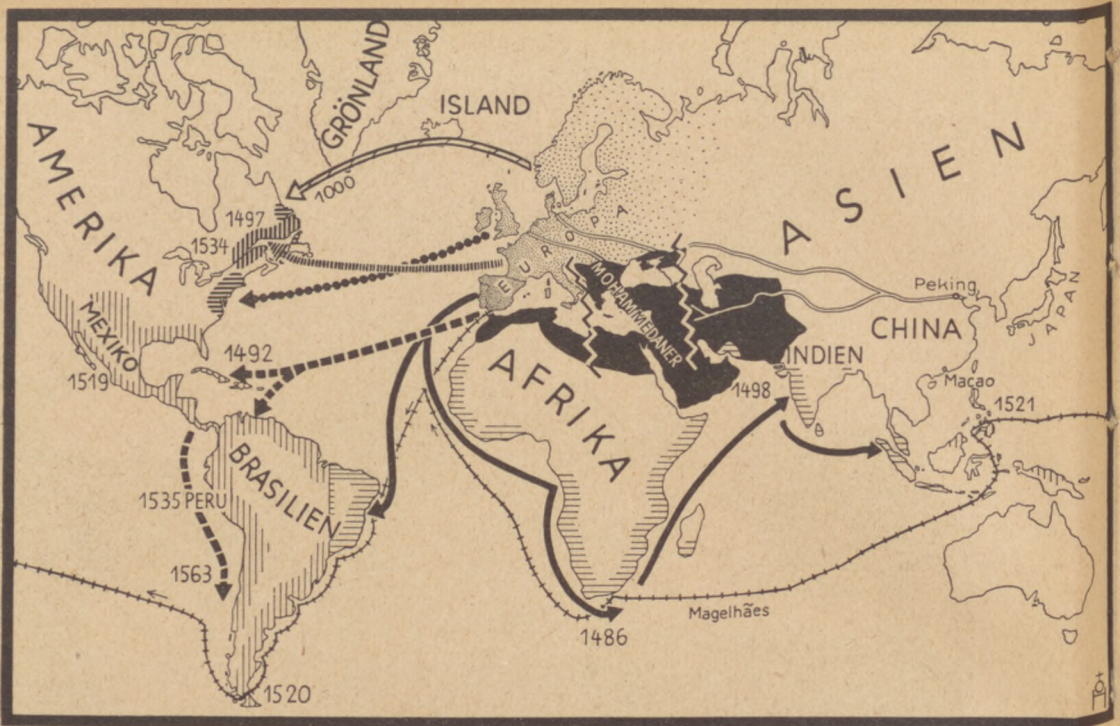 GRÖNLAND
ISLAND
AMERIKA
1000
ASIEN
1497
1534
EUROPA
MOHAMMEDANER
Peking
JAPAN
CHINA
MEXIKO
1492
1519
AFRIKA
INDIEN
1498
Macao
1521
BRASILIEN
1535 PERU
1563
Magelhães
1486
1520